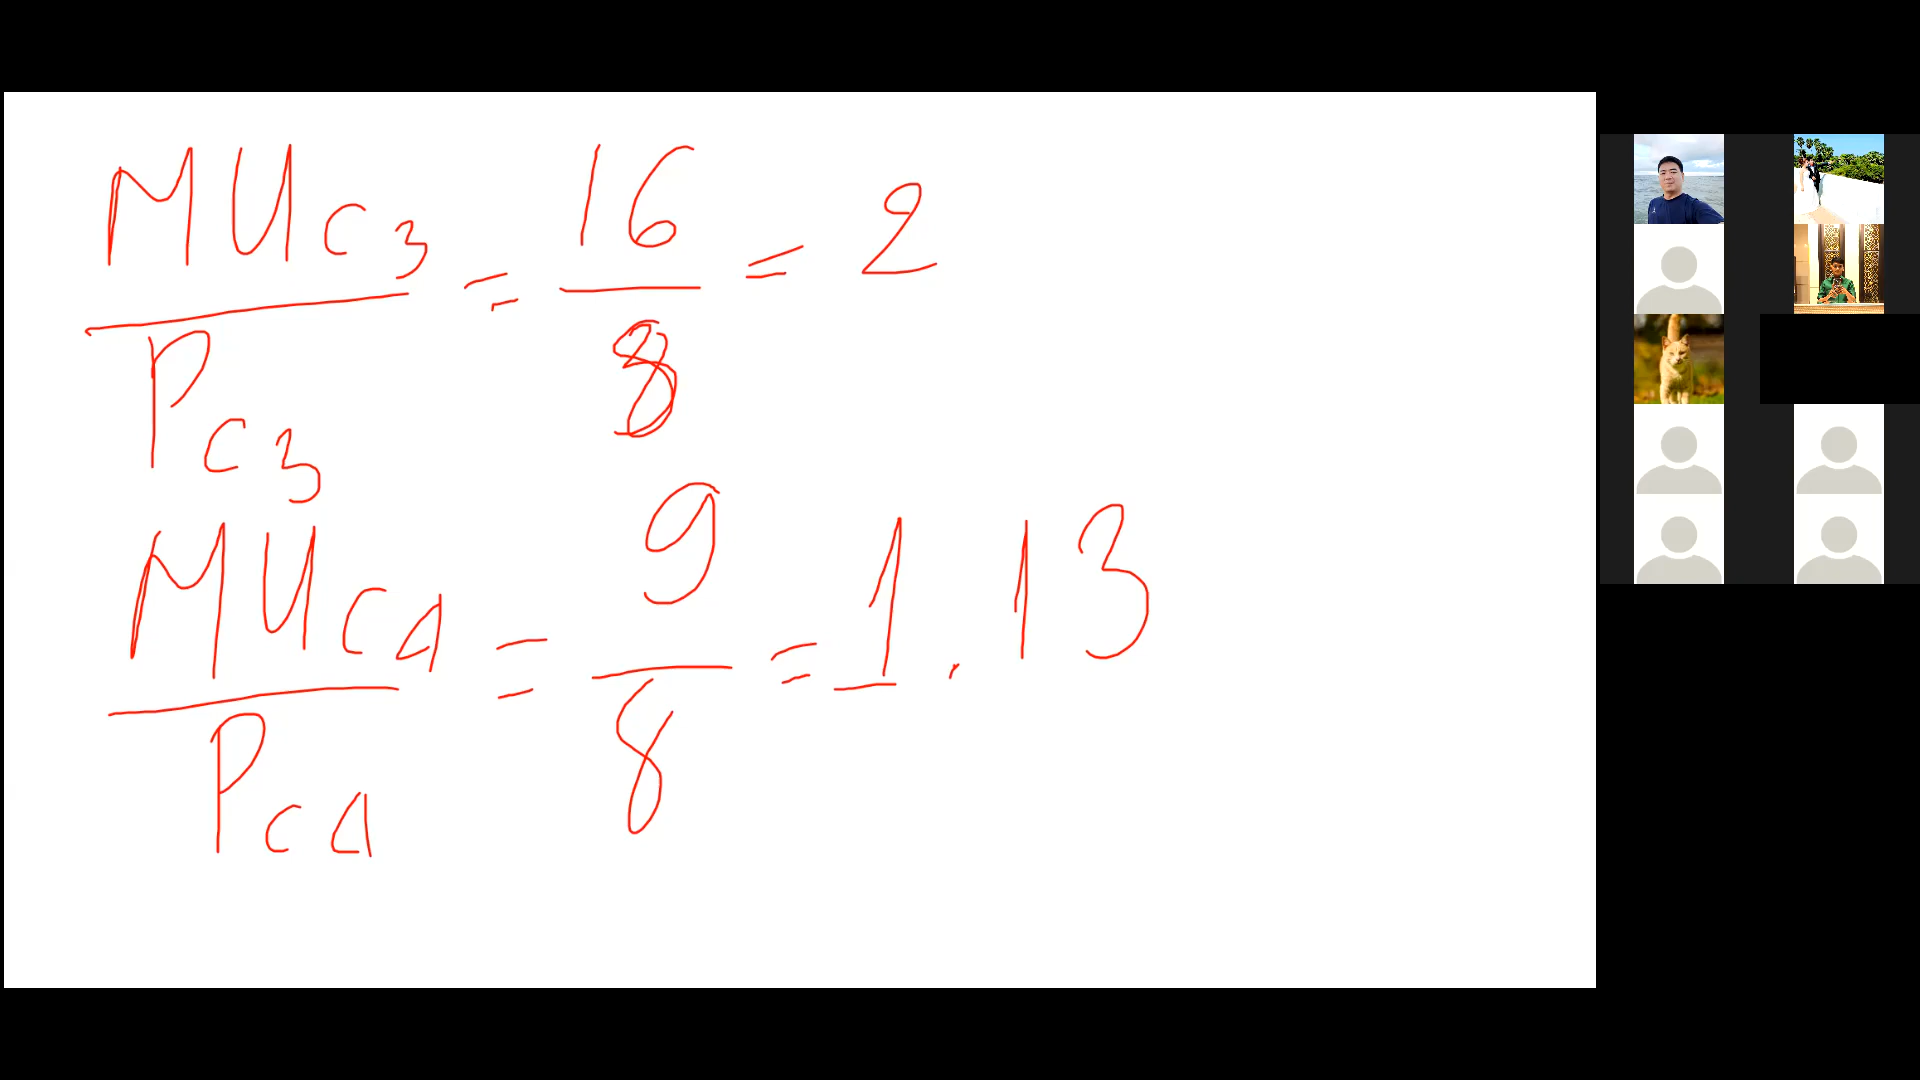 MUc3 / Pc3 = 16 / 8 = 2
MUc4 / Pc4 = 9 / 8 = 1.13